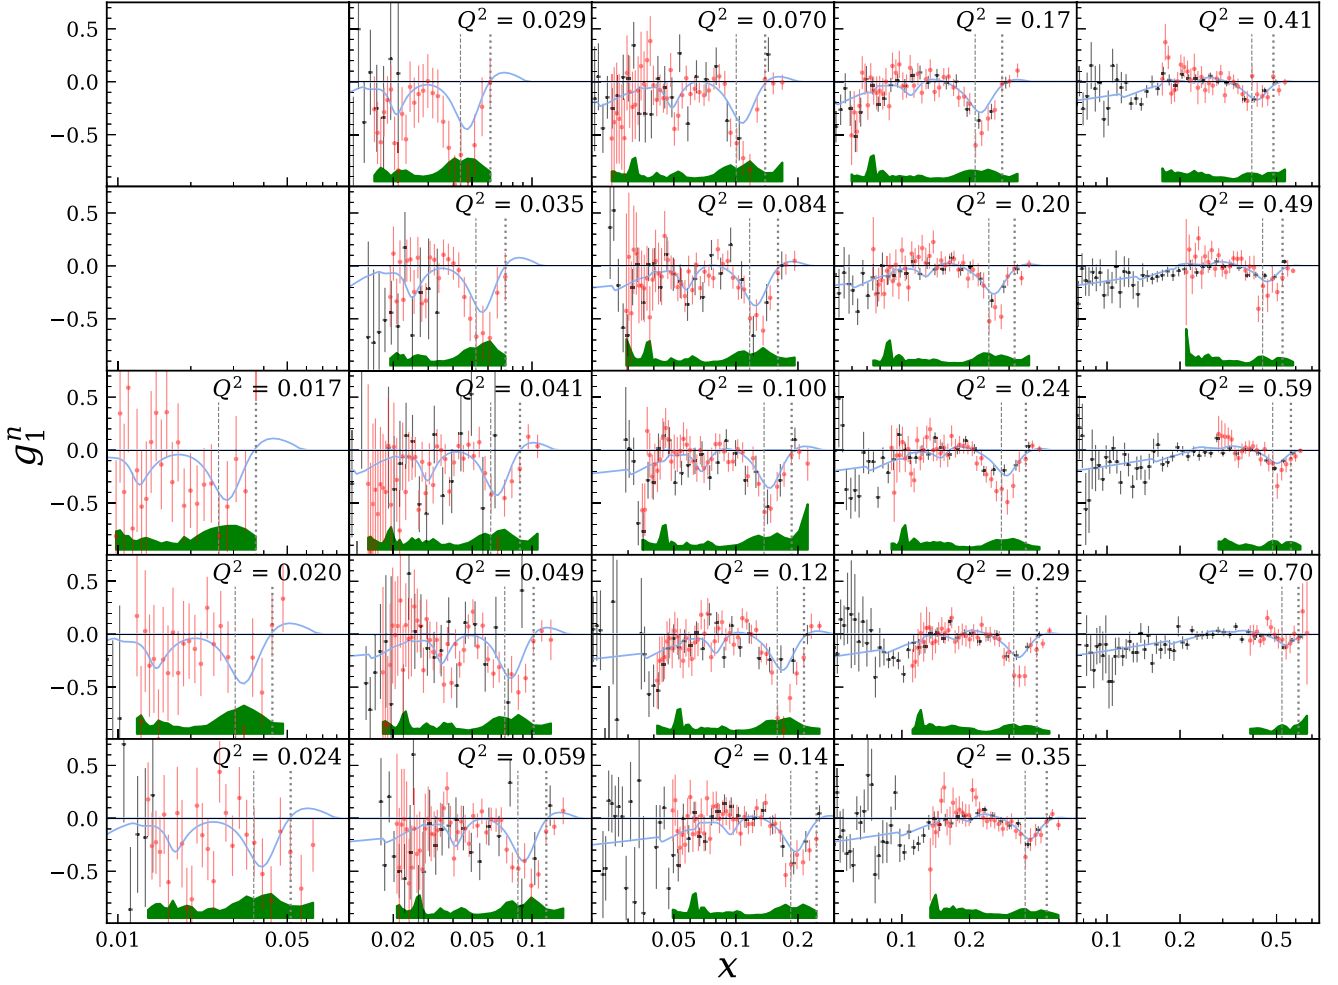 Q² = 0.029
Q² = 0.070
Q² = 0.17
Q² = 0.41
0.5
0.0
−0.5
Q² = 0.035
Q² = 0.084
Q² = 0.20
Q² = 0.49
0.5
0.0
−0.5
Q² = 0.017
Q² = 0.041
Q² = 0.100
Q² = 0.24
Q² = 0.59
0.5
0.0
−0.5
g₁ⁿ
Q² = 0.020
Q² = 0.049
Q² = 0.12
Q² = 0.29
Q² = 0.70
0.5
0.0
−0.5
Q² = 0.024
Q² = 0.059
Q² = 0.14
Q² = 0.35
0.5
0.0
−0.5
0.01 0.05 0.02 0.05 0.1 0.05 0.1 0.2 0.1 0.2 0.1 0.2 0.5
x